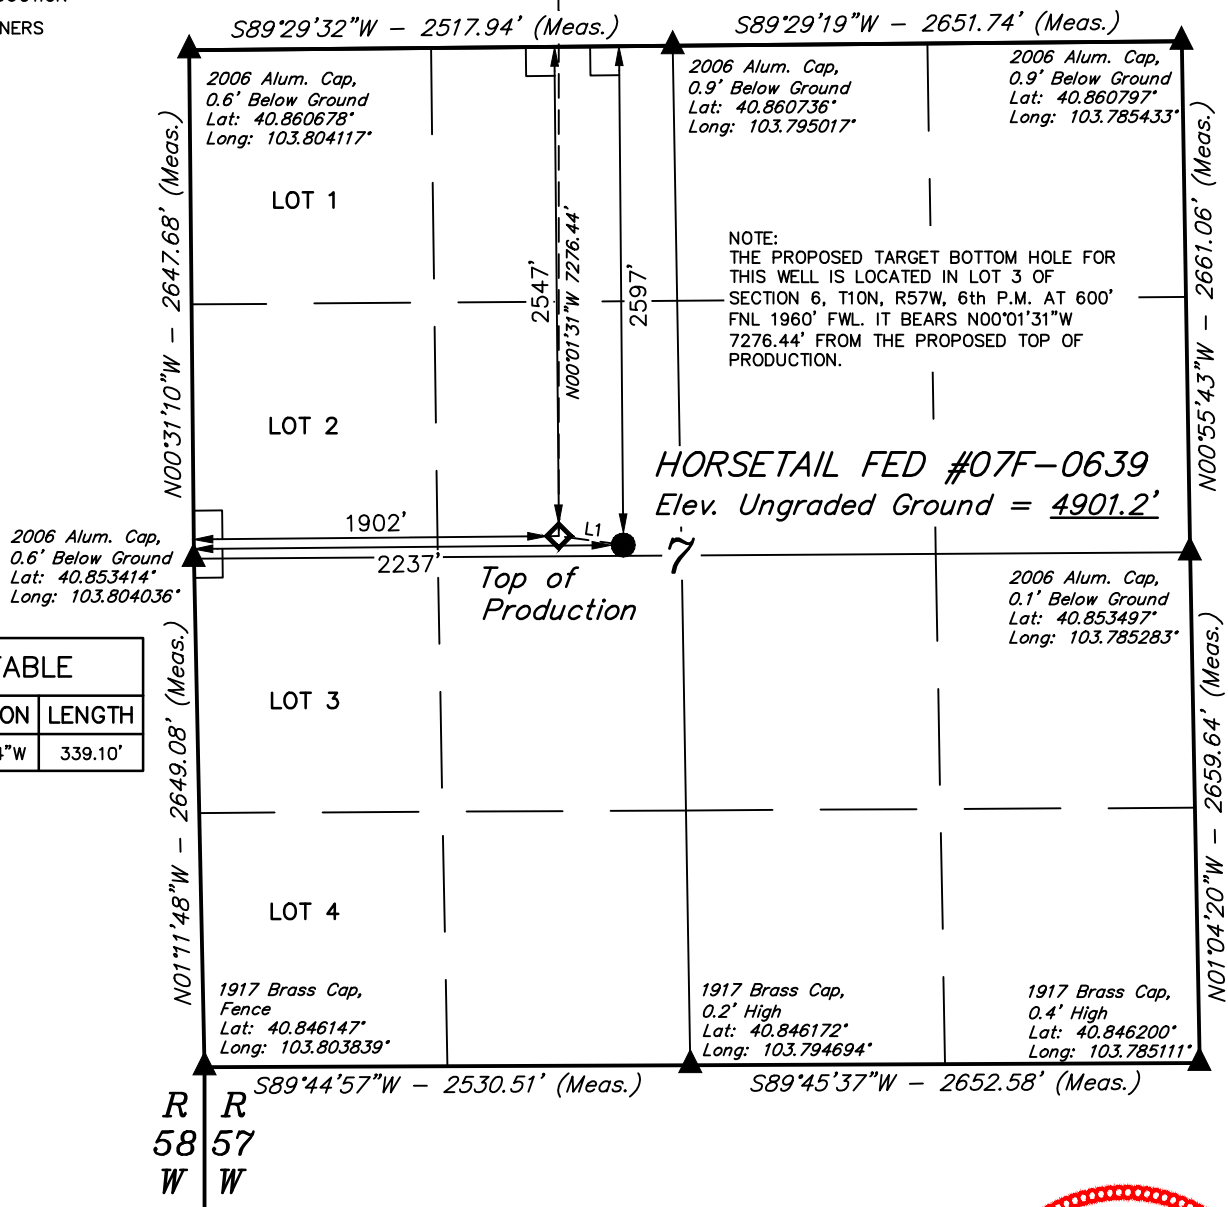 NERS
S89°29'32"W – 2517.94' (Meas.)
S89°29'19"W – 2651.74' (Meas.)
2006 Alum. Cap,
0.6' Below Ground
Lat: 40.860678°
Long: 103.804117°
2006 Alum. Cap,
0.9' Below Ground
Lat: 40.860736°
Long: 103.795017°
2006 Alum. Cap,
0.9' Below Ground
Lat: 40.860797°
Long: 103.785433°
N00°31'10"W – 2647.68' (Meas.)
N00°55'43"W – 2661.06' (Meas.)
LOT 1
2547'
N00°01'31"W 7276.44'
2597'
NOTE:
THE PROPOSED TARGET BOTTOM HOLE FOR
THIS WELL IS LOCATED IN LOT 3 OF
SECTION 6, T10N, R57W, 6th P.M. AT 600'
FNL 1960' FWL. IT BEARS N00°01'31"W
7276.44' FROM THE PROPOSED TOP OF
PRODUCTION.
LOT 2
HORSETAIL FED #07F-0639
Elev. Ungraded Ground = 4901.2'
1902'
L1
2237'
7
Top of
Production
2006 Alum. Cap,
0.6' Below Ground
Lat: 40.853414°
Long: 103.804036°
2006 Alum. Cap,
0.1' Below Ground
Lat: 40.853497°
Long: 103.785283°
TABLE
ON LENGTH
4"W 339.10'
N01°11'48"W – 2649.08' (Meas.)
N01°04'20"W – 2659.64' (Meas.)
LOT 3
LOT 4
1917 Brass Cap,
Fence
Lat: 40.846147°
Long: 103.803839°
1917 Brass Cap,
0.2' High
Lat: 40.846172°
Long: 103.794694°
1917 Brass Cap,
0.4' High
Lat: 40.846200°
Long: 103.785111°
S89°44'57"W – 2530.51' (Meas.)
S89°45'37"W – 2652.58' (Meas.)
R R
58 57
W W